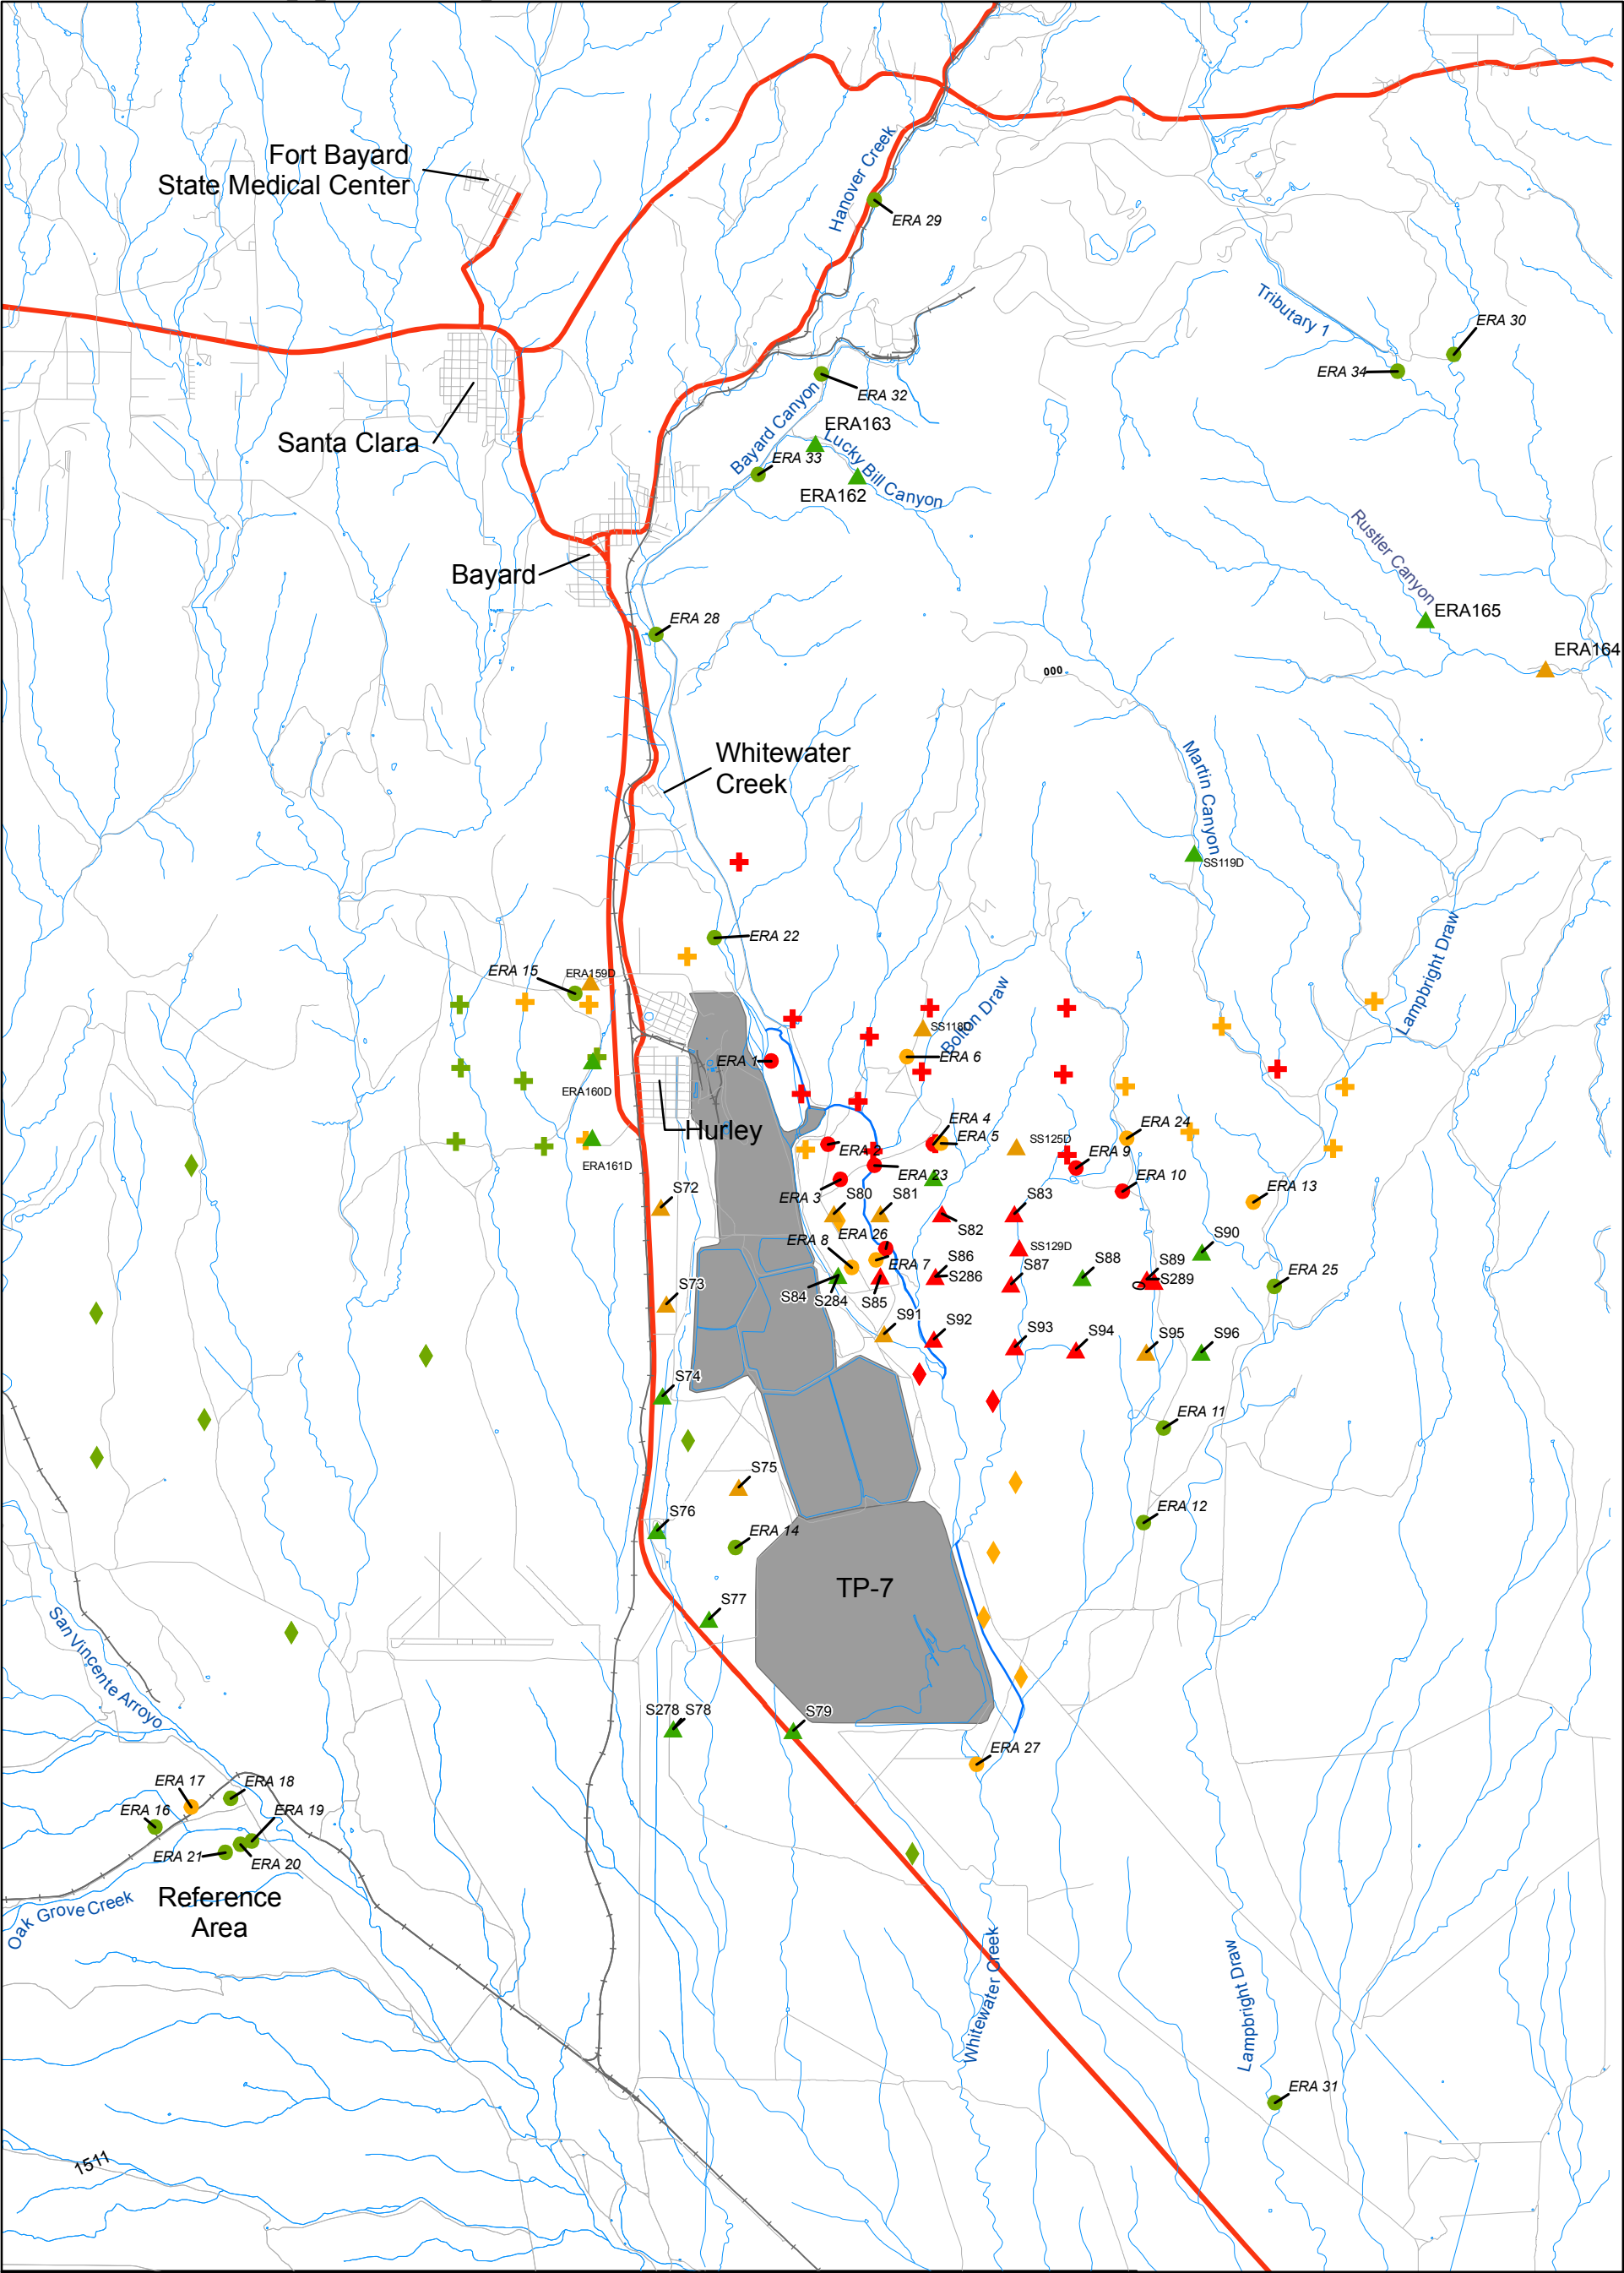 Hanover Creek
Fort Bayard
State Medical Center
ERA 29
Tributary 1
ERA 30
ERA 34
ERA 32
Bayard Canyon
ERA163
Santa Clara
Lucky Bill Canyon
ERA 33
ERA162
Rustler Canyon
Bayard
ERA165
ERA 28
ERA164
000
Whitewater
Creek
Martin Canyon
SS119D
Lampbright Draw
ERA 22
ERA 15
ERA159D
Bolton Draw
SS118D
ERA 1
ERA 6
ERA160D
Hurley
ERA 4
ERA 5
ERA 24
ERA 2
SS125D
ERA 9
ERA161D
ERA 23
ERA 10
ERA 3
ERA 13
S72
S80
S81
S82
S83
ERA 26
ERA 8
S90
SS129D
ERA 7
S86
S286
S87
S88
S89
S289
ERA 25
S73
S84
S284
S85
S91
S92
S93
S94
S95
S96
S74
ERA 11
S75
S76
ERA 12
ERA 14
TP-7
S77
San Vincente Arroyo
S278
S78
S79
ERA 27
ERA 17
ERA 18
ERA 16
ERA 19
ERA 21
ERA 20
Reference
Area
Oak Grove Creek
Whitewater Creek
Lampbright Draw
ERA 31
1511